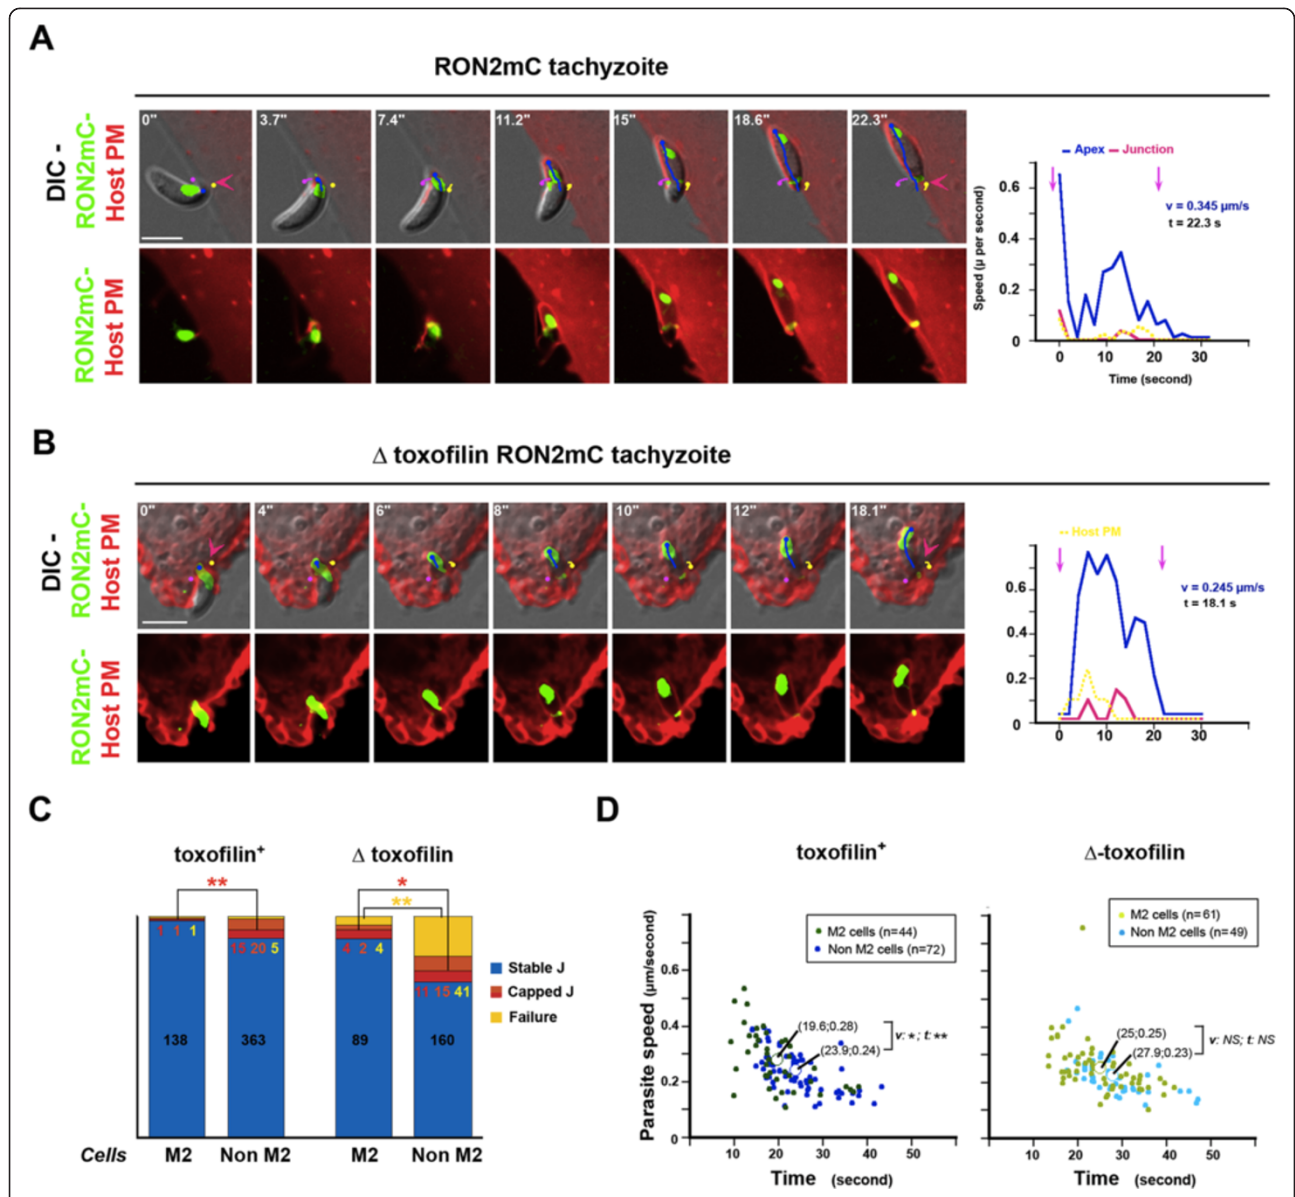 A
RON2mC tachyzoite
DIC -
RON2mC-
Host PM
0" 3.7" 7.4" 11.2" 15" 18.6" 22.3"
RON2mC-
Host PM
Apex Junction
Speed (µ per second)
0.6
0.4
0.2
0
v = 0.345 µm/s
t = 22.3 s
0 10 20 30
Time (second)
B
Δ toxofilin RON2mC tachyzoite
DIC -
RON2mC-
Host PM
0" 4" 6" 8" 10" 12" 18.1"
RON2mC-
Host PM
Host PM
0.6
0.4
0.2
0
v = 0.245 µm/s
t = 18.1 s
0 10 20 30
C
toxofilin+ Δ toxofilin
** * **
1 1 1
15 20 5
4 2 4
11 15 41
138 363 89 160
Stable J
Capped J
Failure
Cells M2 Non M2 M2 Non M2
D
toxofilin+
Parasite speed (µm/second)
0.6
0.4
0.2
0
M2 cells (n=44)
Non M2 cells (n=72)
(19.6;0.28)
(23.9;0.24)
v: *; t: **
10 20 30 40 50
Time (second)
Δ-toxofilin
M2 cells (n=61)
Non M2 cells (n=49)
(25;0.25)
(27.9;0.23)
v: NS; t: NS
10 20 30 40 50
Time (second)